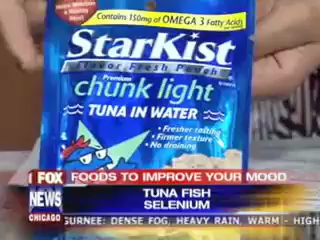 Contains 150mg of OMEGA 3 Fatty Acids
StarKist
Flavor Fresh Pouch
Premium
chunk light
TUNA IN WATER
• Fresher tasting
• Firmer texture
• No draining
FOX
NEWS
CHICAGO
FOODS TO IMPROVE YOUR MOOD
TUNA FISH
SELENIUM
GURNEE: DENSE FOG, HEAVY RAIN, WARM - HIGH